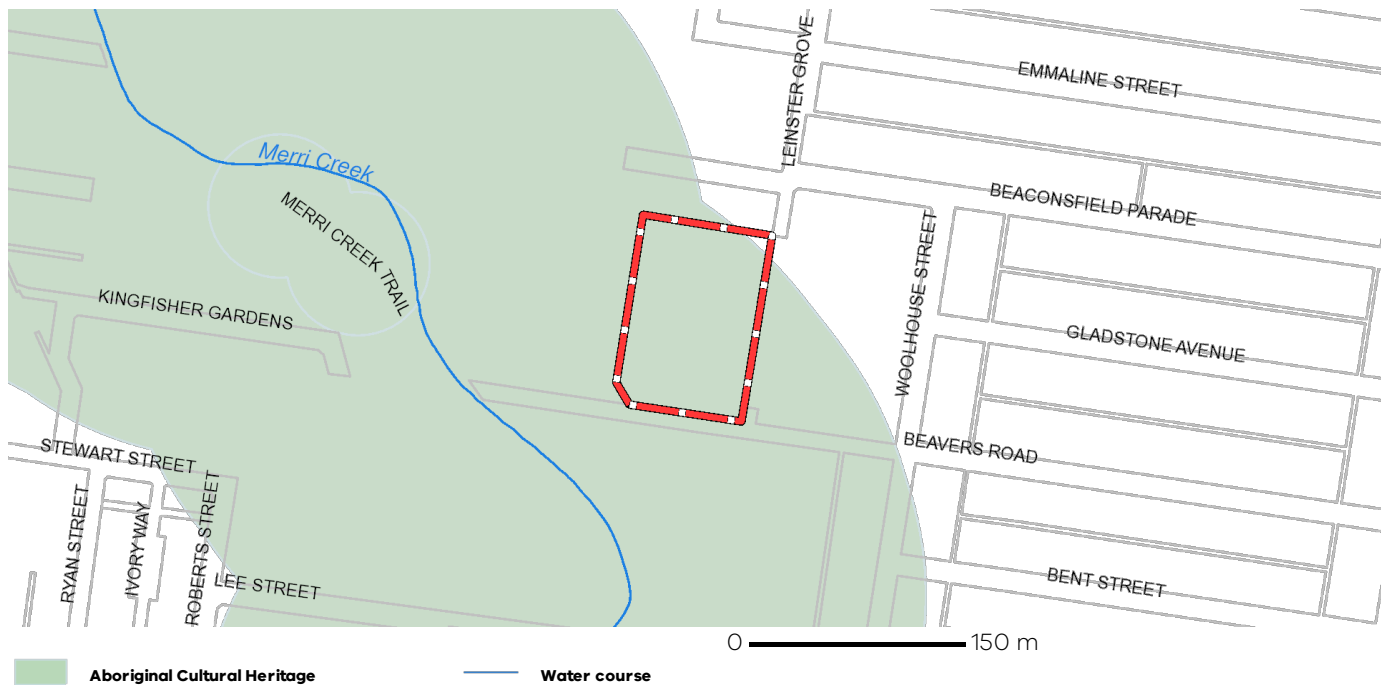 LEINSTER GROVE
EMMALINE STREET
Merri Creek
BEACONSFIELD PARADE
MERRI CREEK TRAIL
WOOLHOUSE STREET
KINGFISHER GARDENS
GLADSTONE AVENUE
BEAVERS ROAD
STEWART STREET
RYAN STREET
IVORY WAY
ROBERTS STREET
LEE STREET
BENT STREET
0 150 m
Aboriginal Cultural Heritage
Water course